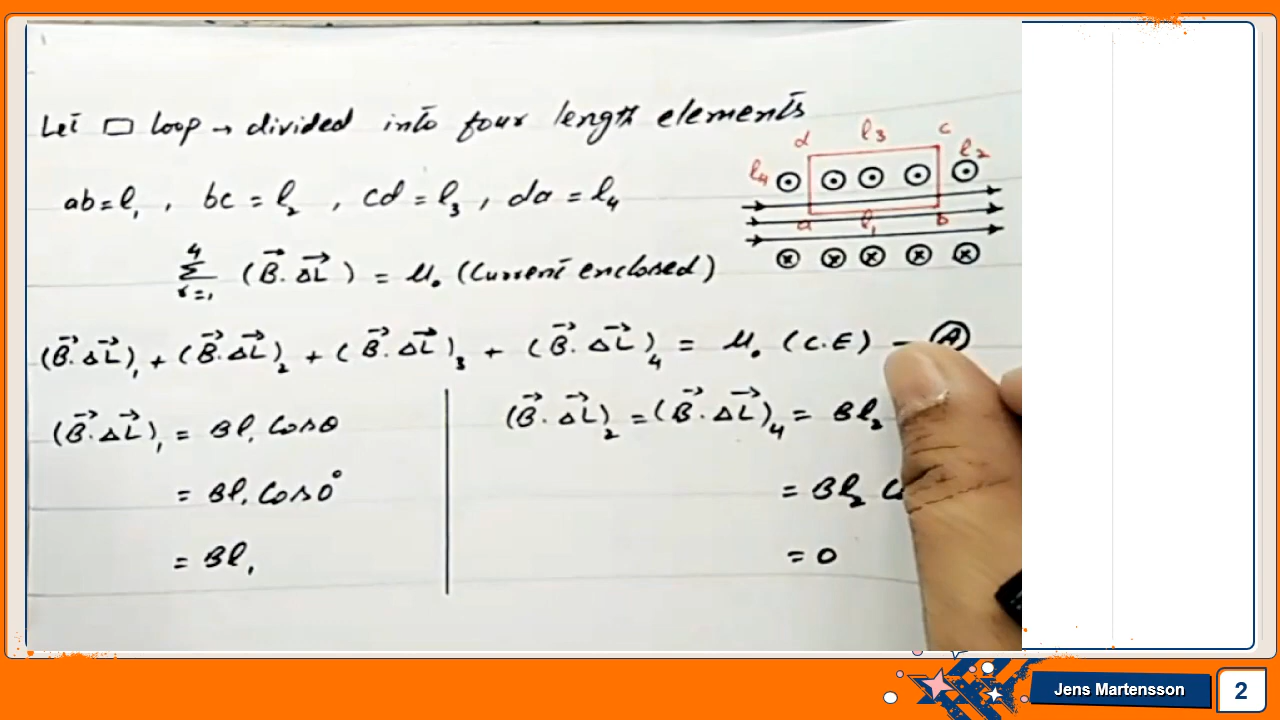 Let □ loop → divided into four length elements
ab = l₁ , bc = l₂ , cd = l₃ , da = l₄
d l₃ c
l₄ l₂
a l₁ b
4
Σ (B⃗ . ΔL⃗) = μ₀ (Current enclosed)
r=1
(B⃗ . ΔL⃗)₁ + (B⃗ . ΔL⃗)₂ + (B⃗ . ΔL⃗)₃ + (B⃗ . ΔL⃗)₄ = μ₀ (C.E) - Ⓐ
(B⃗ . ΔL⃗)₁ = Bl₁ Cosθ
= Bl₁ Cos0°
= Bl₁
(B⃗ . ΔL⃗)₂ = (B⃗ . ΔL⃗)₄ = Bl₂
= Bl₂
= 0
Jens Martensson
2